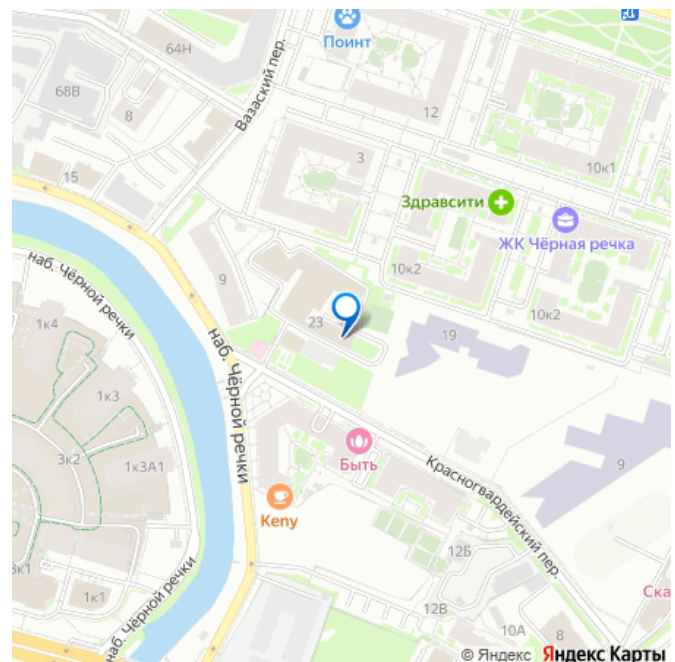 Поинт
64Н
Вазаский пер.
68В
8
12
3
10к1
15
Здравсити
ЖК Чёрная речка
наб. Чёрной речки
9
10к2
1к4
23
19
10к2
наб. Чёрной речки
1к3
3к2
1к3А1
Быть
Красногвардейский пер.
9
Кепу
12Б
1к1
наб. Чёрной речки
12В
10А
8
Ска
© Яндекс Яндекс Карты